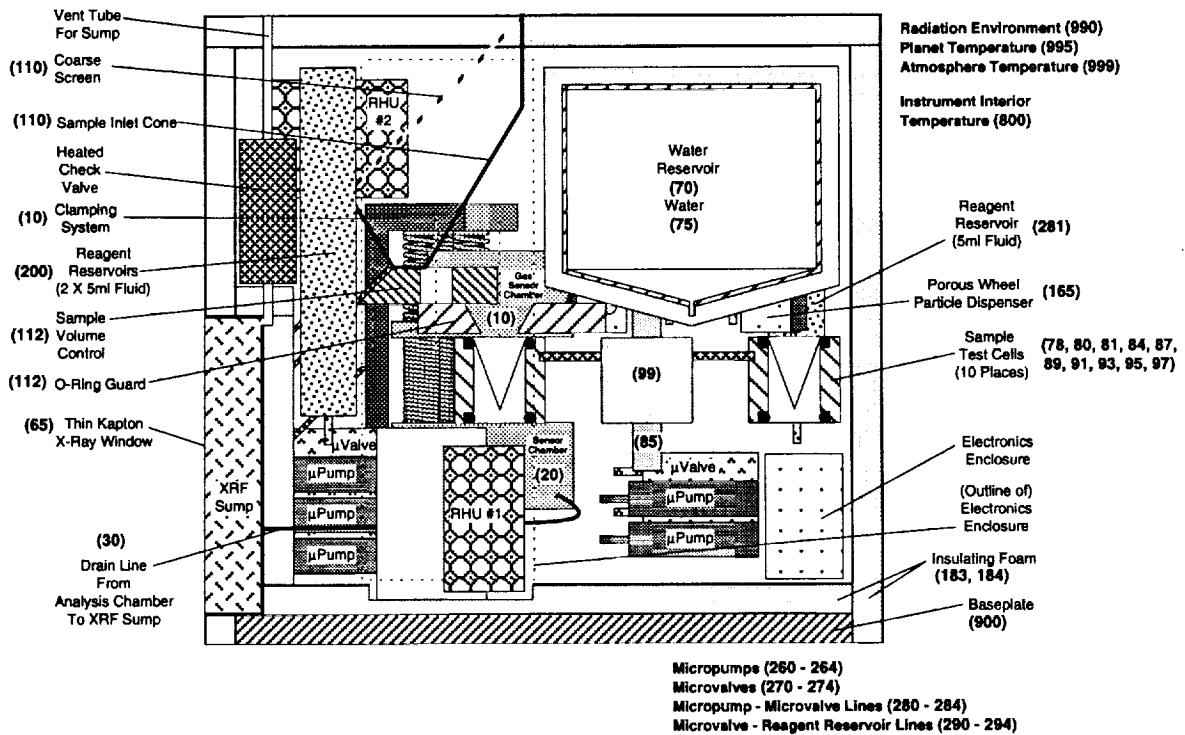 Vent Tube
For Sump
(110) Coarse
Screen
(110) Sample Inlet Cone
Heated
Check
Valve
(10) Clamping
System
Reagent
(200) Reservoirs
(2 X 5ml Fluid)
Sample
(112) Volume
Control
(112) O-Ring Guard
(65) Thin Kapton
X-Ray Window
(30)
Drain Line
From
Analysis Chamber
To XRF Sump
RHU
#2
Gas
Sensor
Chamber
(10)
Water
Reservoir
(70)
Water
(75)
(99)
(85)
Sensor
Chamber
(20)
µValve
µPump
µPump
µPump
XRF
Sump
RHU #1
µValve
µPump
µPump
Radiation Environment (990)
Planet Temperature (995)
Atmosphere Temperature (999)
Instrument Interior
Temperature (800)
Reagent
Reservoir (281)
(5ml Fluid)
Porous Wheel
Particle Dispenser (165)
Sample (78, 80, 81, 84, 87,
Test Cells 89, 91, 93, 95, 97)
(10 Places)
Electronics
Enclosure
(Outline of)
Electronics
Enclosure
Insulating Foam
(183, 184)
Baseplate
(900)
Micropumps (260 - 264)
Microvalves (270 - 274)
Micropump - Microvalve Lines (280 - 284)
Microvalve - Reagent Reservoir Lines (290 - 294)